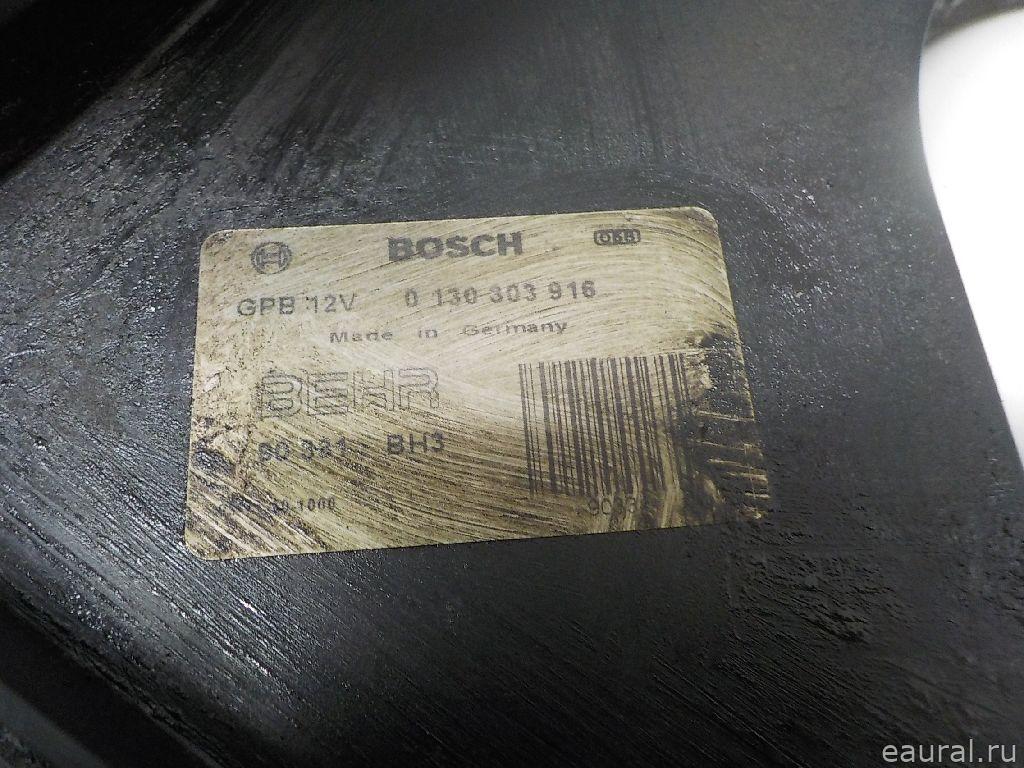 BOSCH
GPB 12V 0 130 303 916
Made in Germany
BEHR
BH3
eaural.ru